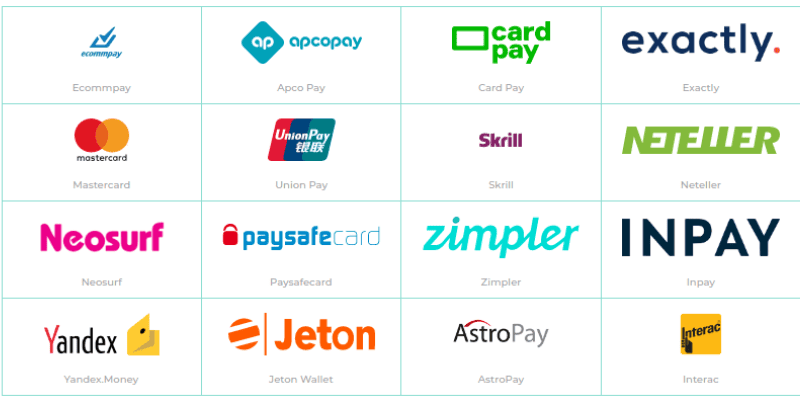 ecommpay
ap apcopay
card
pay
exactly.
Ecommpay
Apco Pay
Card Pay
Exactly
mastercard
UnionPay
银联
Skrill
NETELLER
Mastercard
Union Pay
Skrill
Neteller
Neosurf
paysafecard
zimpler
INPAY
Neosurf
Paysafecard
Zimpler
Inpay
Yandex
Jeton
AstroPay
Interac
Yandex.Money
Jeton Wallet
AstroPay
Interac